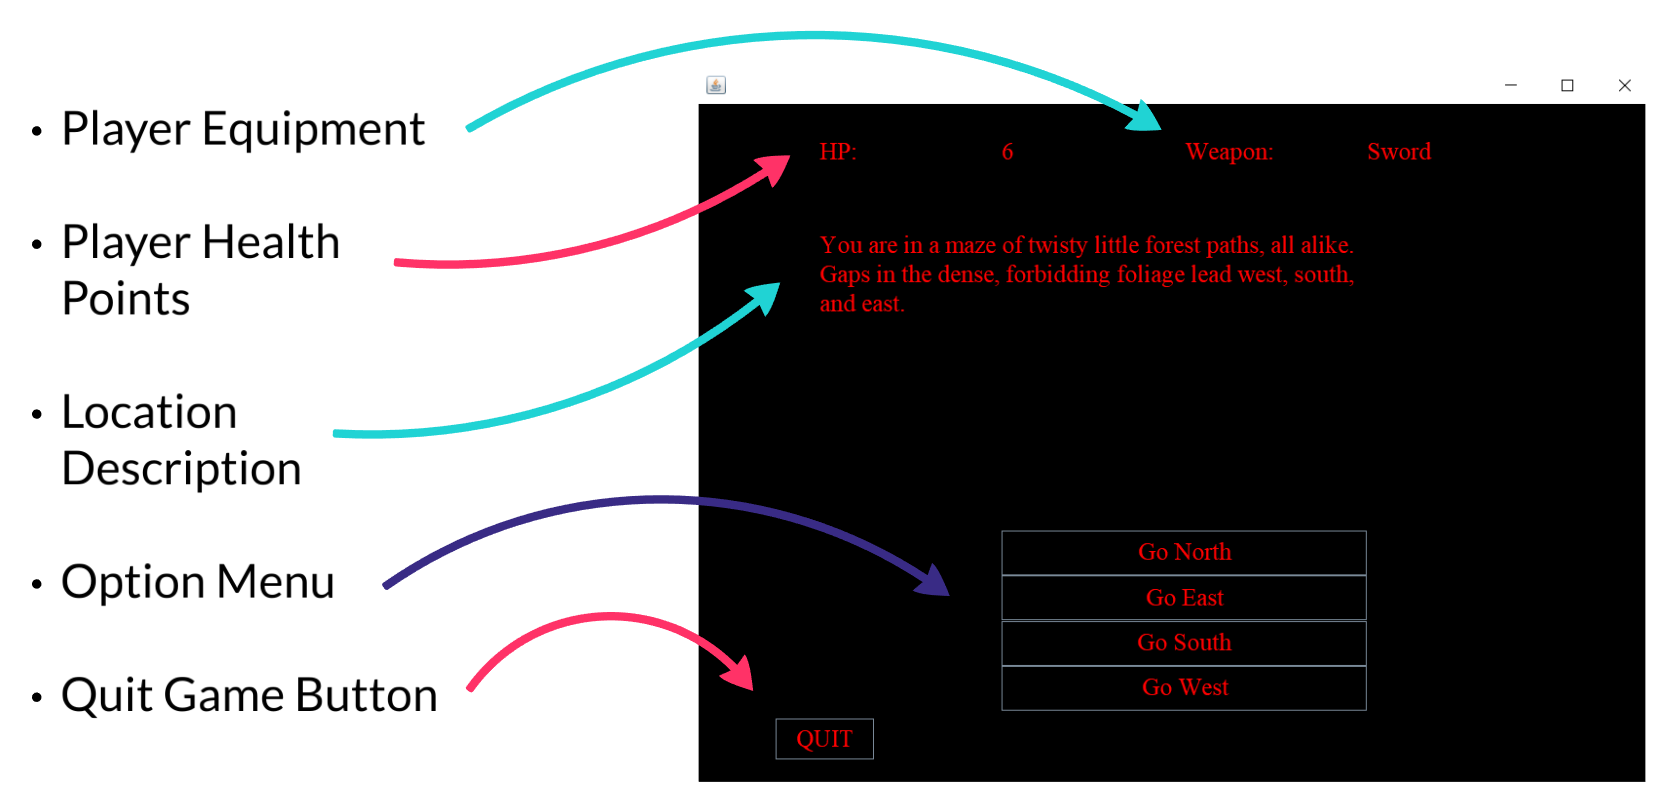 • Player Equipment
• Player Health
Points
• Location
Description
• Option Menu
• Quit Game Button
HP: 6 Weapon: Sword
You are in a maze of twisty little forest paths, all alike.
Gaps in the dense, forbidding foliage lead west, south,
and east.
Go North
Go East
Go South
Go West
QUIT